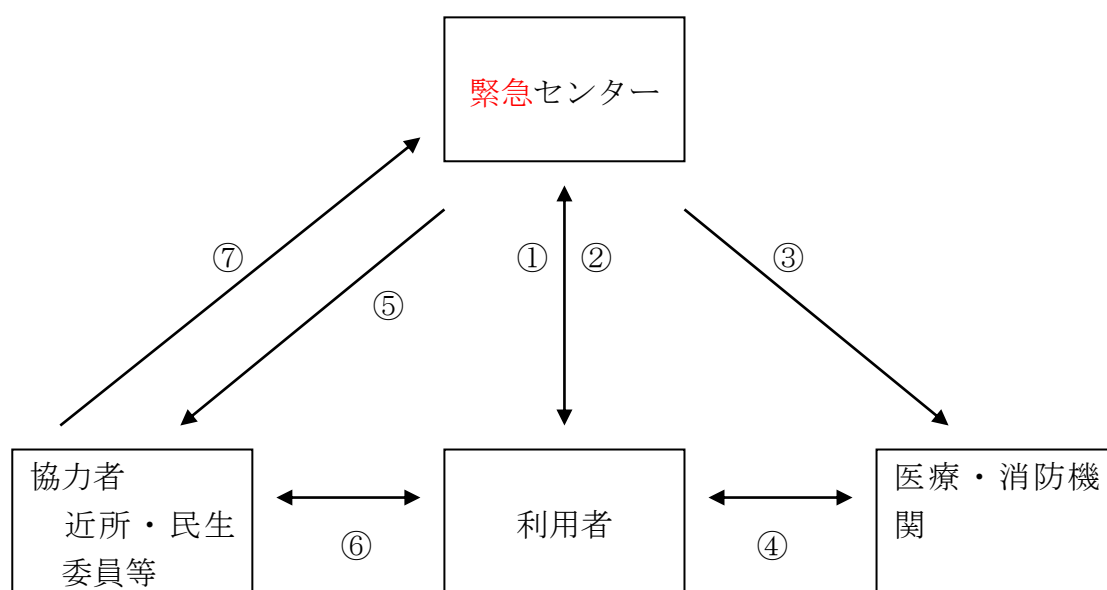 緊急センター
⑦
①
②
③
⑤
協力者
近所・民生
委員等
利用者
医療・消防機
関
⑥
④